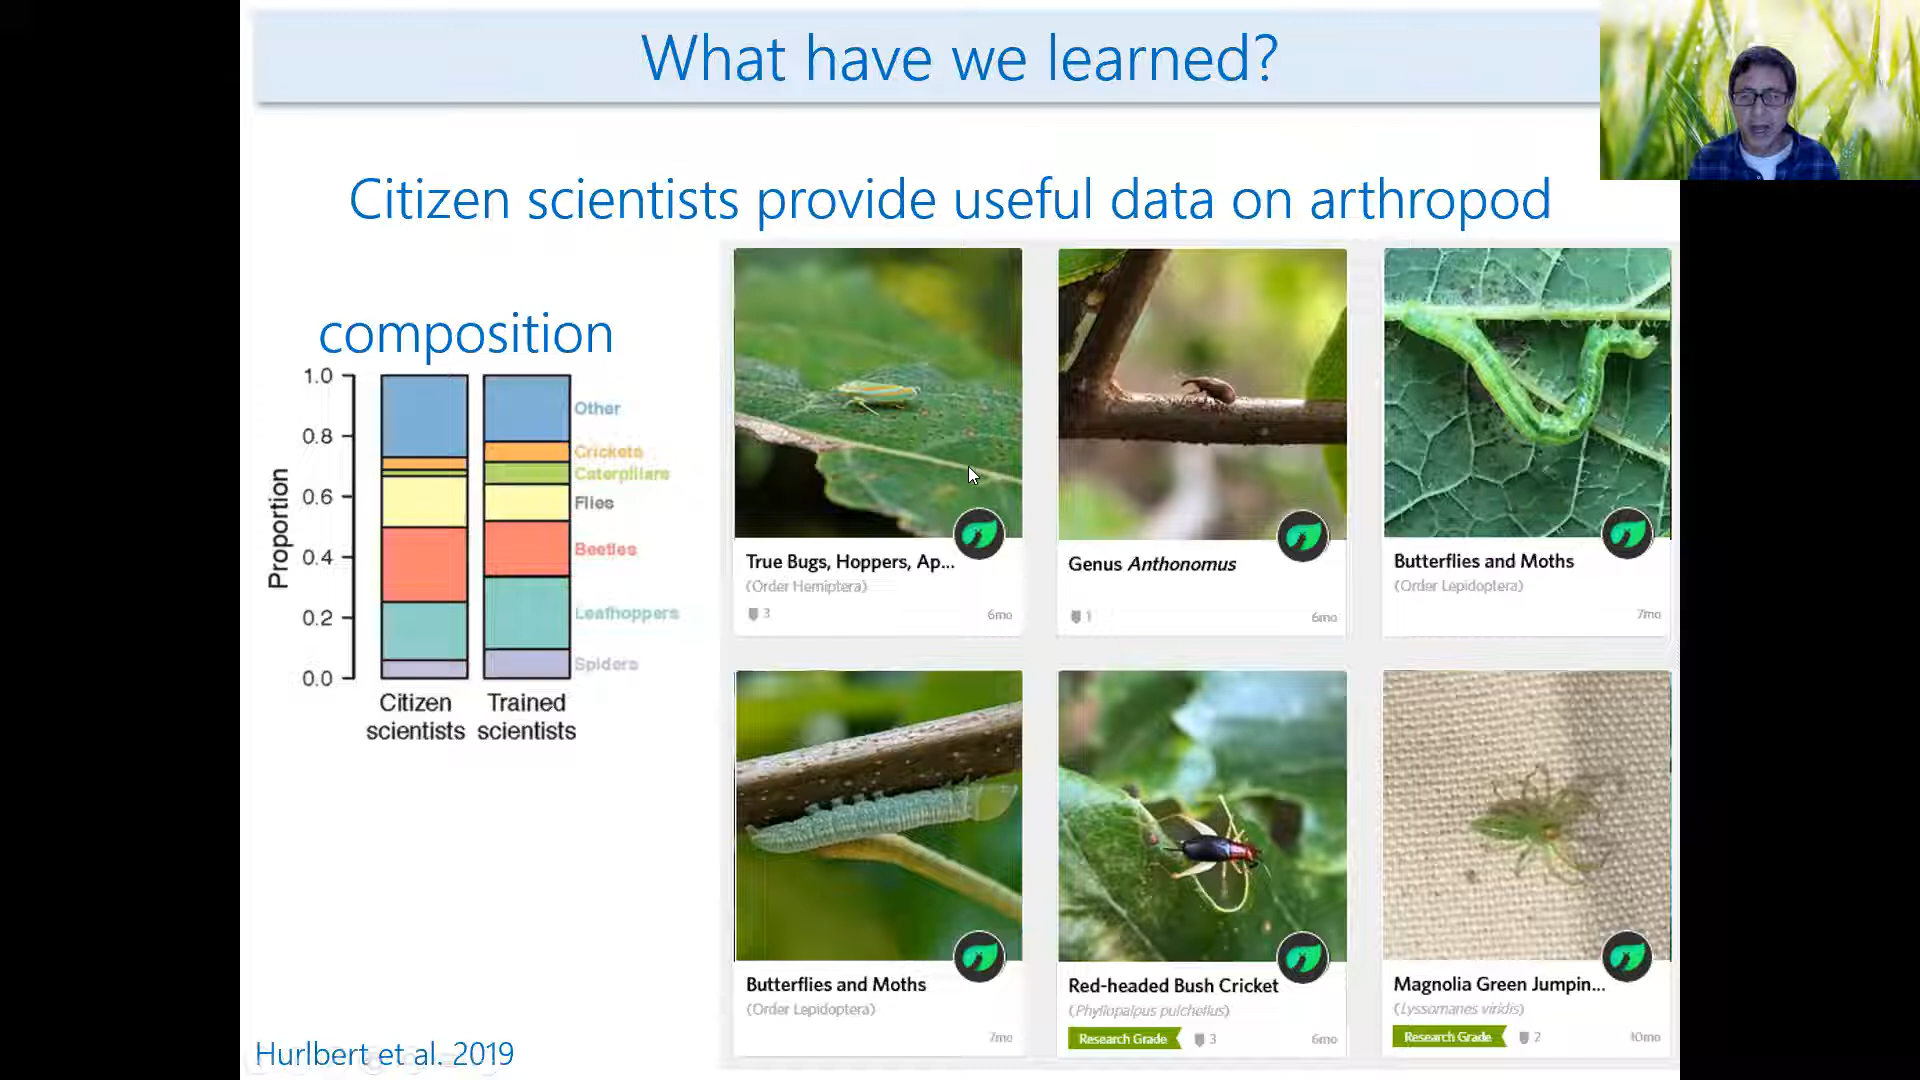 What have we learned?
Citizen scientists provide useful data on arthropod
composition
1.0
0.8
0.6
0.4
0.2
0.0
Proportion
Other
Crickets
Caterpillars
Flies
Beetles
Leafhoppers
Spiders
Citizen scientists
Trained scientists
True Bugs, Hoppers, Ap...
(Order Hemiptera)
3
6mo
Genus Anthonomus
1
6mo
Butterflies and Moths
(Order Lepidoptera)
7mo
Butterflies and Moths
(Order Lepidoptera)
7mo
Red-headed Bush Cricket
(Phyllopalpus pulchellus)
Research Grade
3
6mo
Magnolia Green Jumpin...
(Lyssomanes viridis)
Research Grade
2
10mo
Hurlbert et al. 2019